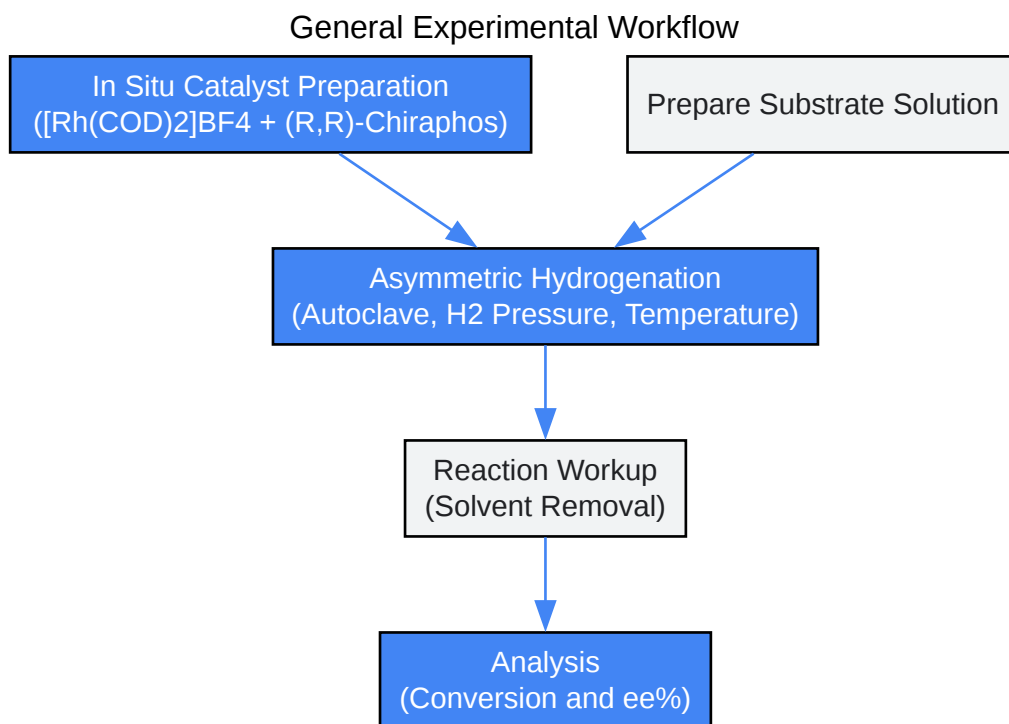 General Experimental Workflow
In Situ Catalyst Preparation
([Rh(COD)2]BF4 + (R,R)-Chiraphos)
Prepare Substrate Solution
Asymmetric Hydrogenation
(Autoclave, H2 Pressure, Temperature)
Reaction Workup
(Solvent Removal)
Analysis
(Conversion and ee%)